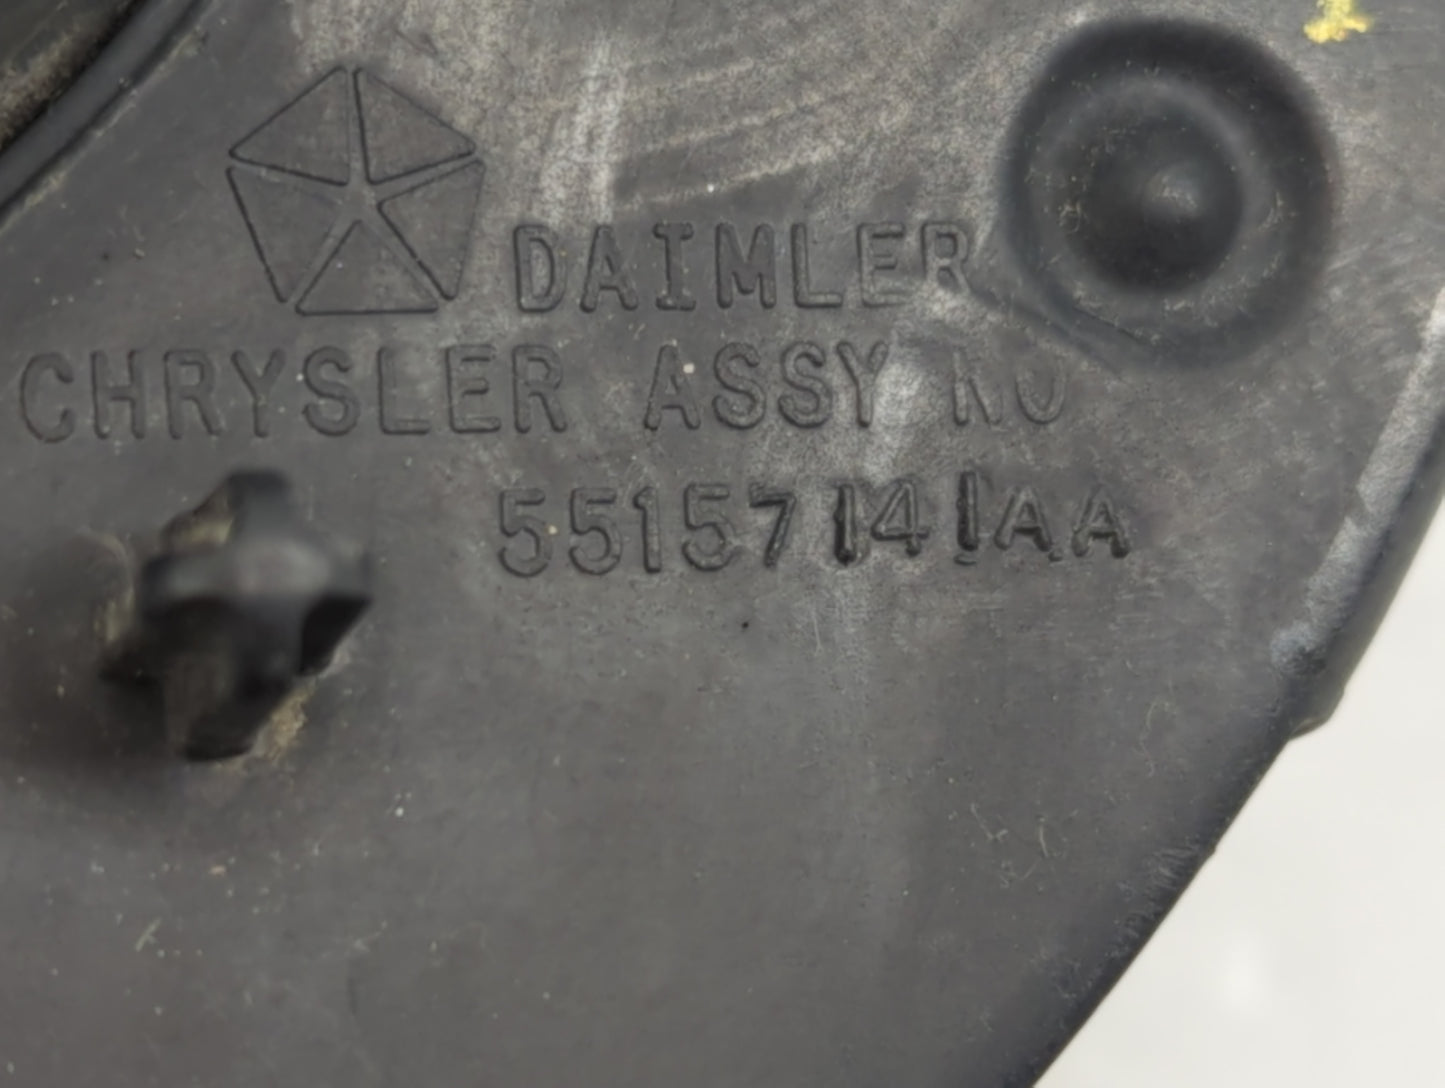 DAIMLER
CHRYSLER ASSY NO
55157141AA